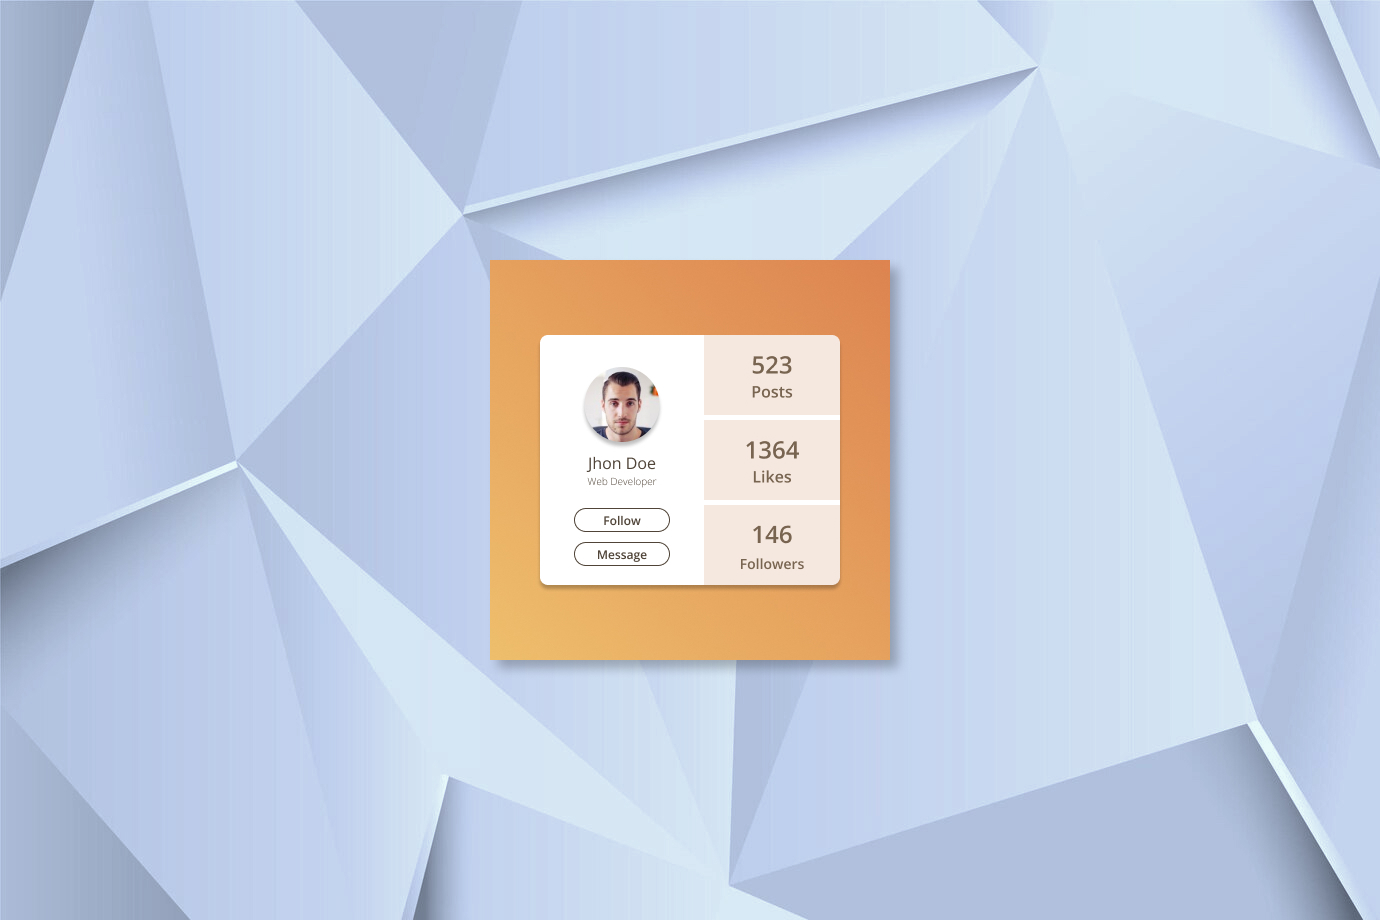 Jhon Doe
Web Developer
Follow
Message
523
Posts
1364
Likes
146
Followers